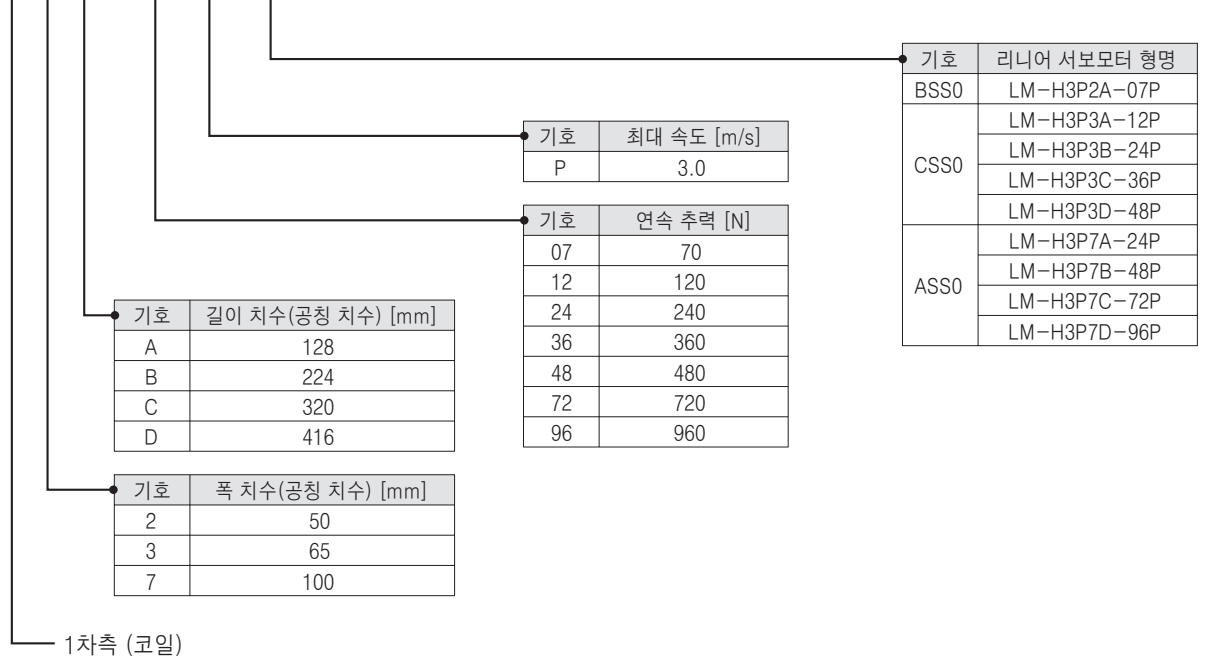 기호 리니어 서보모터 형명
BSS0 LM-H3P2A-07P
CSS0 LM-H3P3A-12P
LM-H3P3B-24P
LM-H3P3C-36P
LM-H3P3D-48P
ASS0 LM-H3P7A-24P
LM-H3P7B-48P
LM-H3P7C-72P
LM-H3P7D-96P
기호 최대 속도 [m/s]
P 3.0
기호 연속 추력 [N]
07 70
12 120
24 240
36 360
48 480
72 720
96 960
기호 길이 치수(공칭 치수) [mm]
A 128
B 224
C 320
D 416
기호 폭 치수(공칭 치수) [mm]
2 50
3 65
7 100
1차측 (코일)